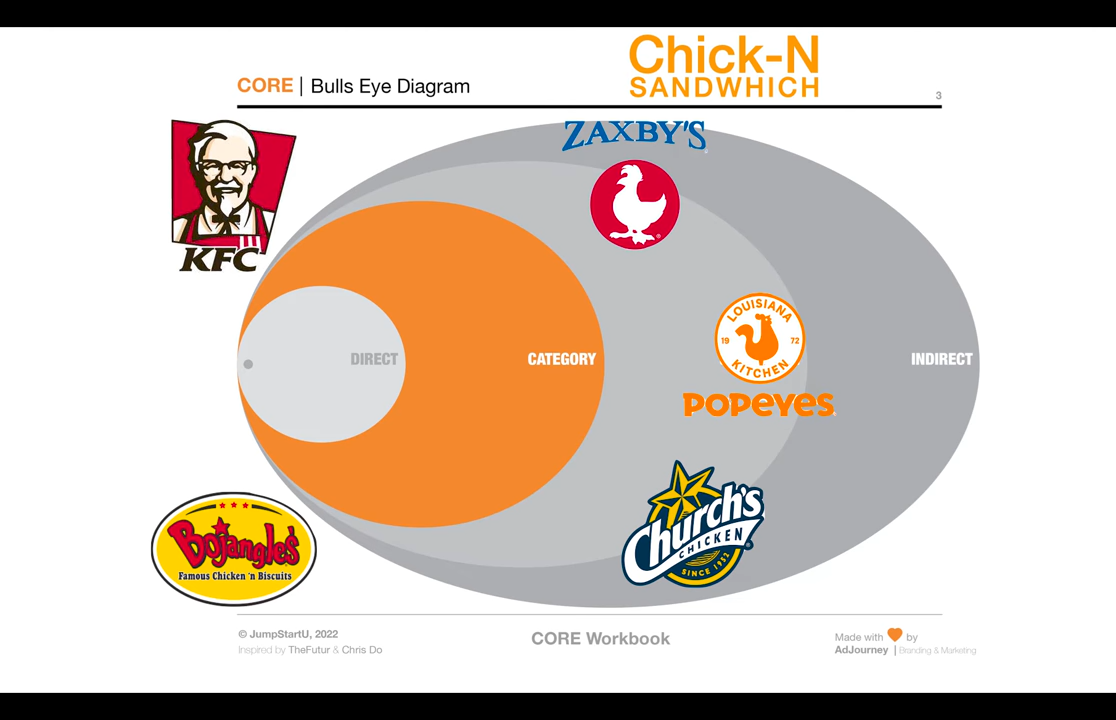 Chick-N
SANDWHICH
CORE | Bulls Eye Diagram
3
KFC
ZAXBY'S
LOUISIANA
19 72
KITCHEN
POPEYES
DIRECT
CATEGORY
INDIRECT
Church's
CHICKEN
SINCE 1952
Bojangles'
Famous Chicken 'n Biscuits
© JumpStartU, 2022
Inspired by TheFutur & Chris Do
CORE Workbook
Made with 🧡 by
AdJourney | Branding & Marketing